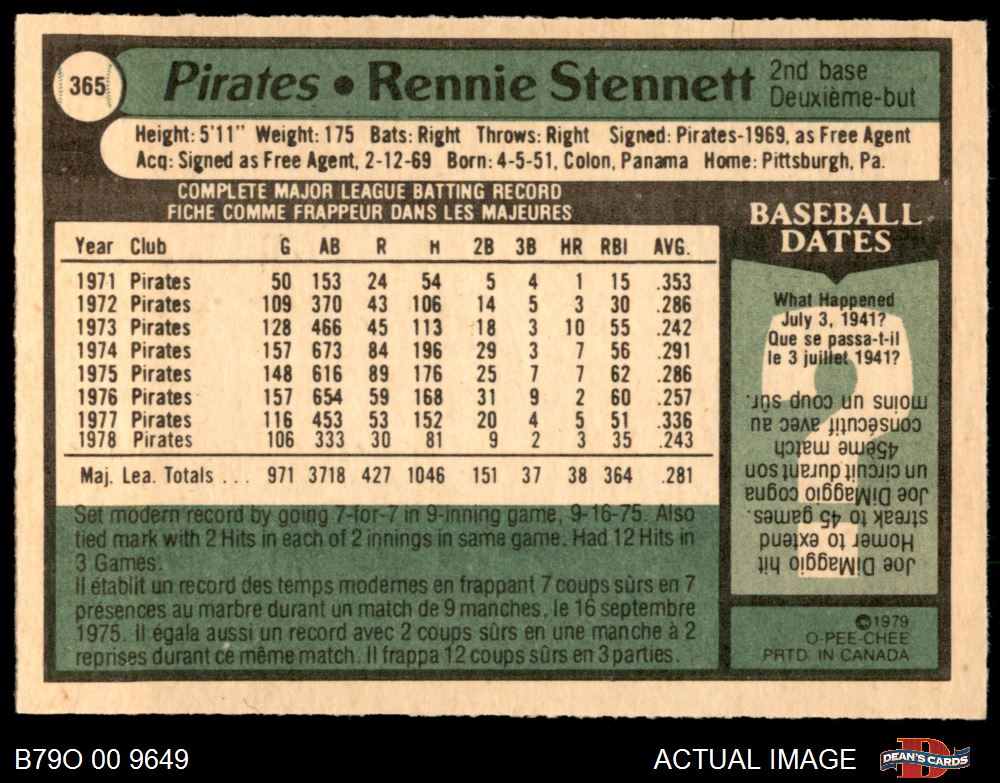 365
Pirates • Rennie Stennett
2nd base
Deuxième-but
Height: 5'11" Weight: 175 Bats: Right Throws: Right Signed: Pirates-1969, as Free Agent
Acq: Signed as Free Agent, 2-12-69 Born: 4-5-51, Colon, Panama Home: Pittsburgh, Pa.
COMPLETE MAJOR LEAGUE BATTING RECORD
FICHE COMME FRAPPEUR DANS LES MAJEURES
Year Club G AB R H 2B 3B HR RBI AVG.
1971 Pirates 50 153 24 54 5 4 1 15 .353
1972 Pirates 109 370 43 106 14 5 3 30 .286
1973 Pirates 128 466 45 113 18 3 10 55 .242
1974 Pirates 157 673 84 196 29 3 7 56 .291
1975 Pirates 148 616 89 176 25 7 7 62 .286
1976 Pirates 157 654 59 168 31 9 2 60 .257
1977 Pirates 116 453 53 152 20 4 5 51 .336
1978 Pirates 106 333 30 81 9 2 3 35 .243
Maj. Lea. Totals ... 971 3718 427 1046 151 37 38 364 .281
Set modern record by going 7-for-7 in 9-inning game, 9-16-75. Also
tied mark with 2 Hits in each of 2 innings in same game. Had 12 Hits in
3 Games.
Il établit un record des temps modernes en frappant 7 coups sûrs en 7
présences au marbre durant un match de 9 manches, le 16 septembre
1975. Il égala aussi un record avec 2 coups sûrs en une manche à 2
reprises durant ce même match. Il frappa 12 coups sûrs en 3 parties.
BASEBALL
DATES
What Happened
July 3, 1941?
Que se passa-t-il
le 3 juillet 1941?
Joe DiMaggio hit
Homer to extend
streak to 45 games.
Joe DiMaggio cogna
un circuit durant son
45ème match
consécutif avec au
moins un coup sûr.
©1979
O-PEE-CHEE
PRTD. IN CANADA
B79O 00 9649
ACTUAL IMAGE
DEAN'S CARDS